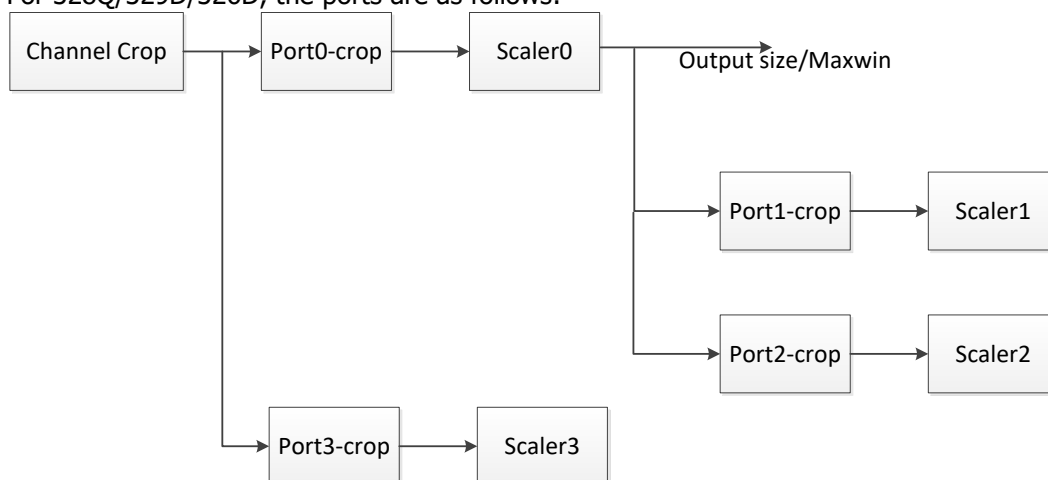 For 326Q/329D/326D, the ports are as follows:
Channel Crop
Port0-crop
Scaler0
Output size/Maxwin
Port1-crop
Scaler1
Port2-crop
Scaler2
Port3-crop
Scaler3